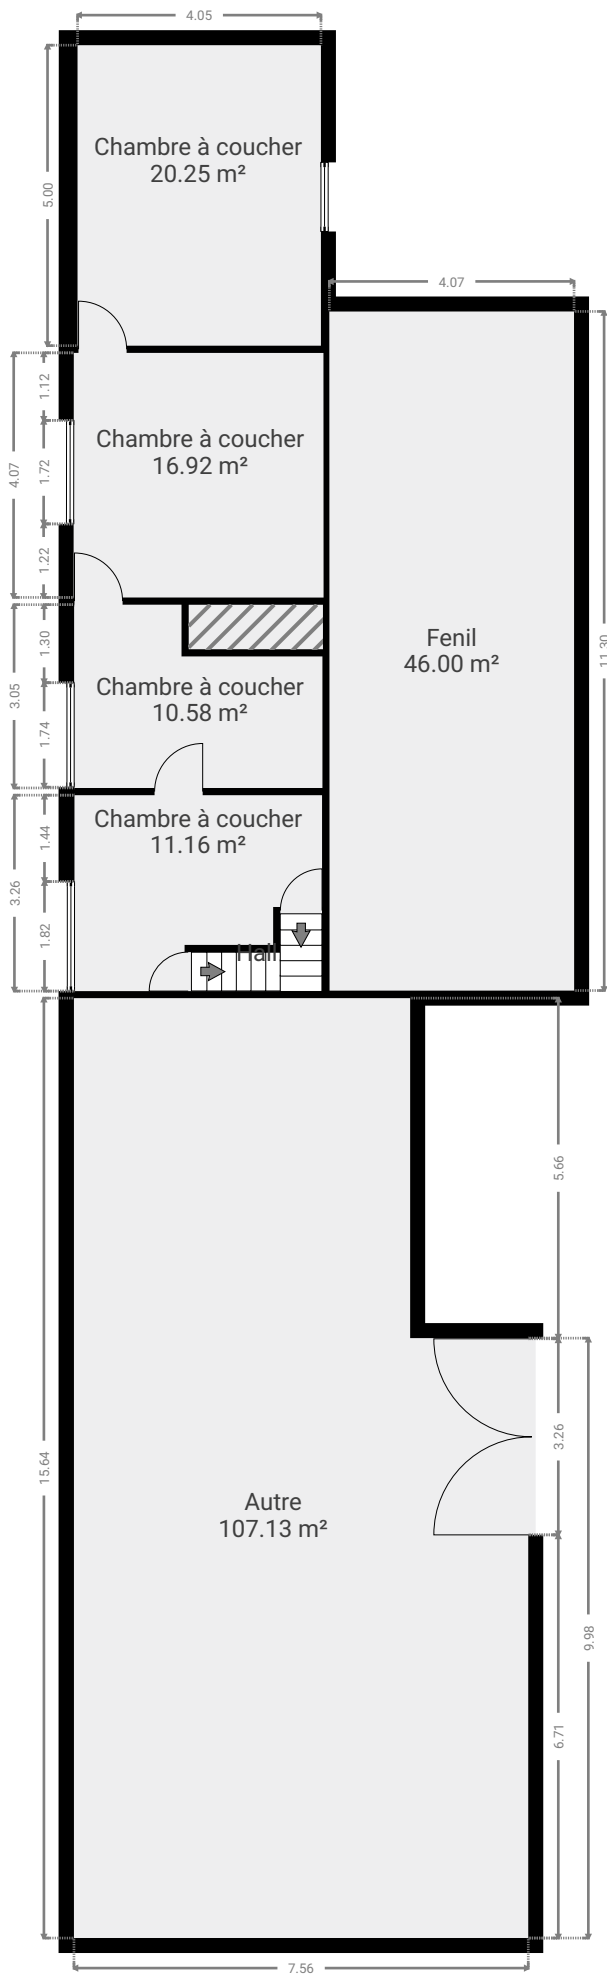 4.05
Chambre à coucher
20.25 m²
5.00
4.07
1.12
Chambre à coucher
16.92 m²
4.07
1.72
1.22
Fenil
46.00 m²
11.30
1.30
3.05
Chambre à coucher
10.58 m²
1.74
Chambre à coucher
11.16 m²
1.44
3.26
1.82
Hall
5.66
3.26
15.64
Autre
107.13 m²
9.98
6.71
7.56